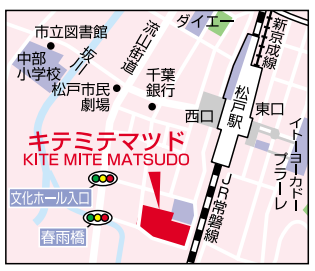 ダイエー
新京成線
市立図書館
中部
小学校
坂川
流山街道
千葉
銀行
松戸市民
劇場
西口
松戸駅
東口
イトーヨーカドー
プラーレ
キテミテマツド
KITE MITE MATSUDO
文化ホール入口
春雨橋
JR常磐線